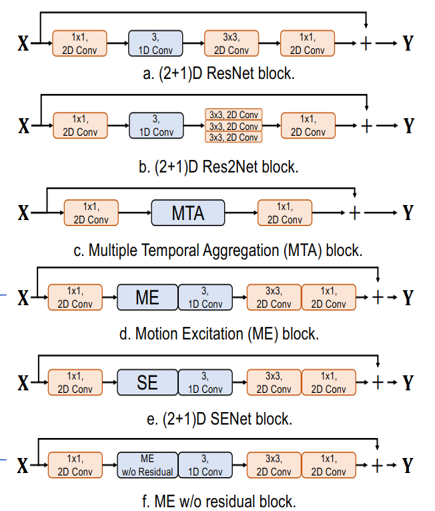 X 1x1, 2D Conv 3, 1D Conv 3x3, 2D Conv 1x1, 2D Conv + Y
a. (2+1)D ResNet block.
X 1x1, 2D Conv 3, 1D Conv 3x3, 2D Conv 3x3, 2D Conv 3x3, 2D Conv 1x1, 2D Conv + Y
b. (2+1)D Res2Net block.
X 1x1, 2D Conv MTA 1x1, 2D Conv + Y
c. Multiple Temporal Aggregation (MTA) block.
X 1x1, 2D Conv ME 3, 1D Conv 3x3, 2D Conv 1x1, 2D Conv + Y
d. Motion Excitation (ME) block.
X 1x1, 2D Conv SE 3, 1D Conv 3x3, 2D Conv 1x1, 2D Conv + Y
e. (2+1)D SENet block.
X 1x1, 2D Conv ME w/o Residual 3, 1D Conv 3x3, 2D Conv 1x1, 2D Conv + Y
f. ME w/o residual block.